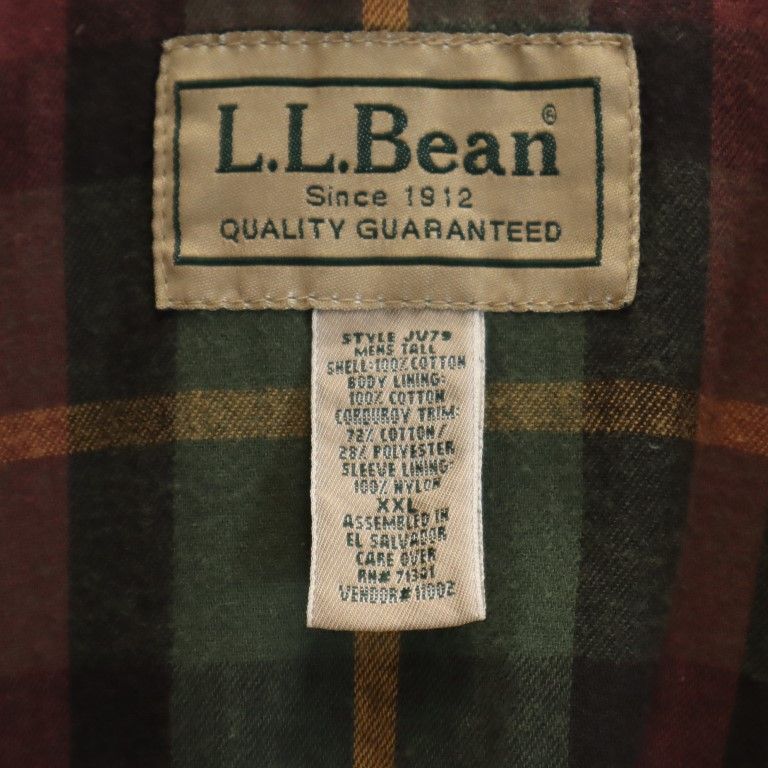 L.L.Bean®
Since 1912
QUALITY GUARANTEED
STYLE JV79
MENS TALL
SHELL:100% COTTON
BODY LINING:
100% COTTON
CORDUROY TRIM:
72% COTTON/
28% POLYESTER
SLEEVE LINING:
100% NYLON
XXL
ASSEMBLED IN
EL SALVADOR
CARE OVER
RN# 71341
VENDOR#11002